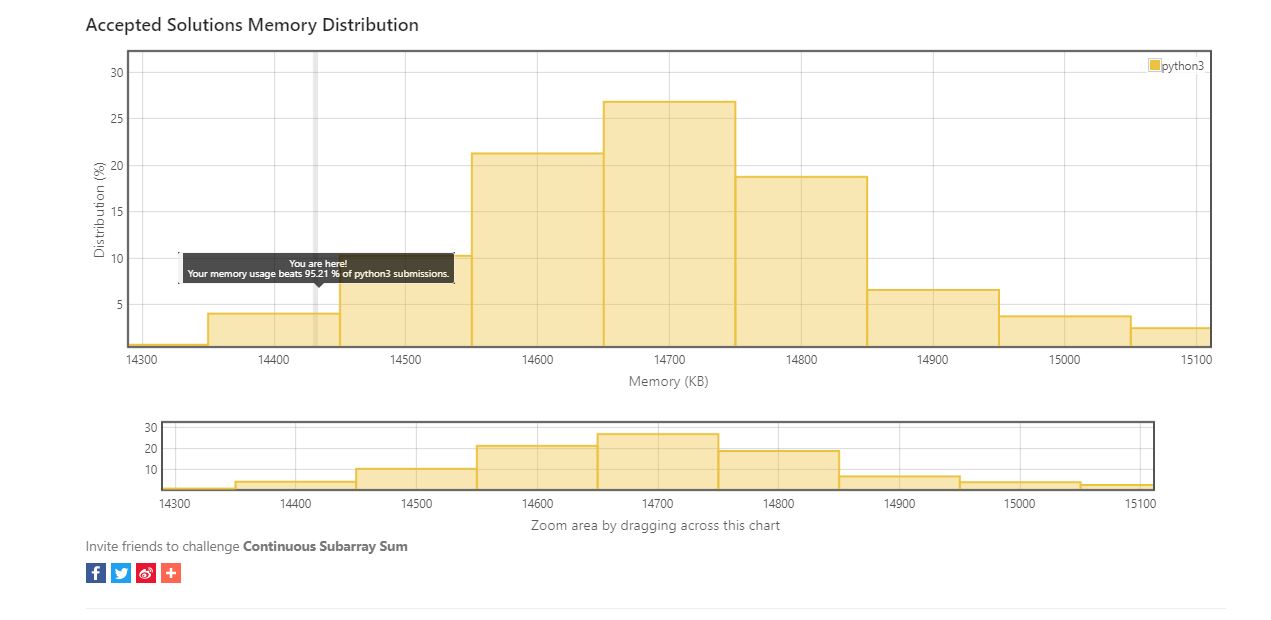 Accepted Solutions Memory Distribution
python3
30
25
20
15
10
5
Distribution (%)
You are here!
Your memory usage beats 95.21 % of python3 submissions.
14300 14400 14500 14600 14700 14800 14900 15000 15100
Memory (KB)
30
20
10
14300 14400 14500 14600 14700 14800 14900 15000 15100
Zoom area by dragging across this chart
Invite friends to challenge Continuous Subarray Sum